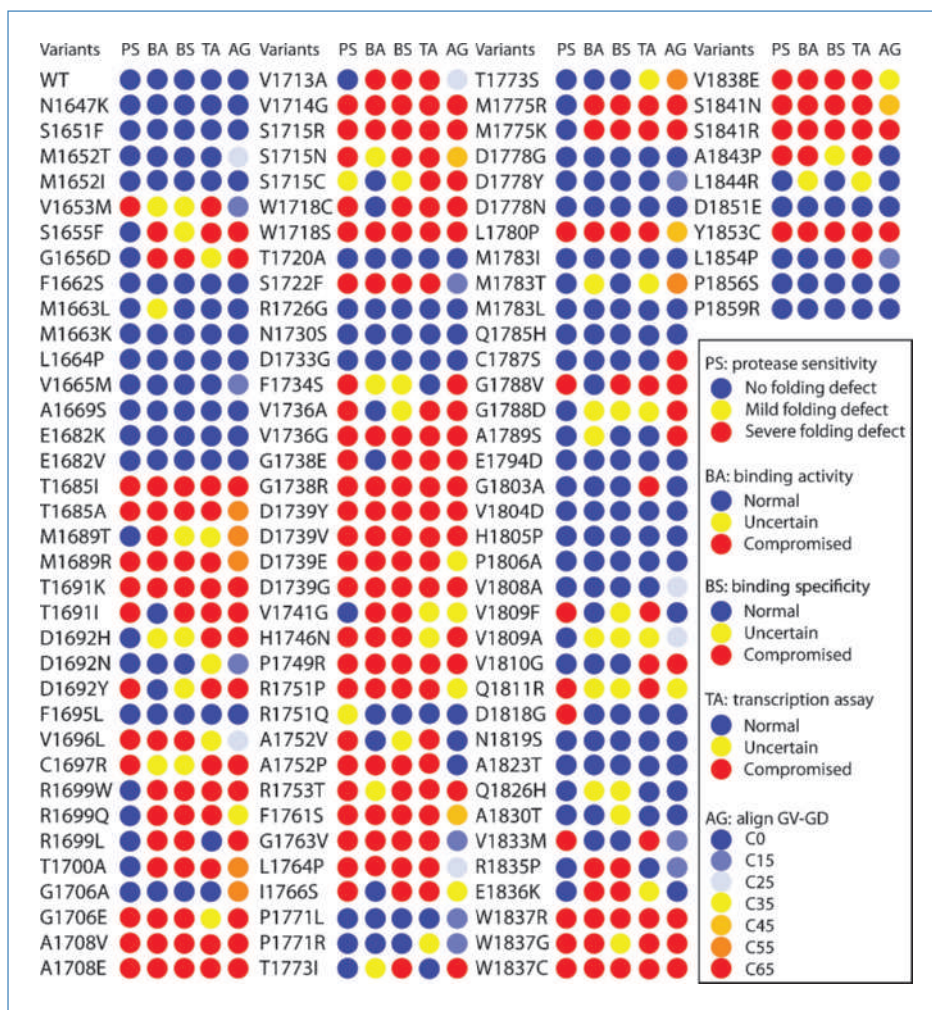 Variants PS BA BS TA AG
WT
N1647K
S1651F
M1652T
M1652I
V1653M
S1655F
G1656D
F1662S
M1663L
M1663K
L1664P
V1665M
A1669S
E1682K
E1682V
T1685I
T1685A
M1689T
M1689R
T1691K
T1691I
D1692H
D1692N
D1692Y
F1695L
V1696L
C1697R
R1699W
R1699Q
R1699L
T1700A
G1706A
G1706E
A1708V
A1708E
Variants PS BA BS TA AG
V1713A
V1714G
S1715R
S1715N
S1715C
W1718C
W1718S
T1720A
S1722F
R1726G
N1730S
D1733G
F1734S
V1736A
V1736G
G1738E
G1738R
D1739Y
D1739V
D1739E
D1739G
V1741G
H1746N
P1749R
R1751P
R1751Q
A1752V
A1752P
R1753T
F1761S
G1763V
L1764P
I1766S
P1771L
P1771R
T1773I
Variants PS BA BS TA AG
T1773S
M1775R
M1775K
D1778G
D1778Y
D1778N
L1780P
M1783I
M1783T
M1783L
Q1785H
C1787S
G1788V
G1788D
A1789S
E1794D
G1803A
V1804D
H1805P
P1806A
V1808A
V1809F
V1809A
V1810G
Q1811R
D1818G
N1819S
A1823T
Q1826H
A1830T
V1833M
R1835P
E1836K
W1837R
W1837G
W1837C
Variants PS BA BS TA AG
V1838E
S1841N
S1841R
A1843P
L1844R
D1851E
Y1853C
L1854P
P1856S
P1859R
PS: protease sensitivity
No folding defect
Mild folding defect
Severe folding defect
BA: binding activity
Normal
Uncertain
Compromised
BS: binding specificity
Normal
Uncertain
Compromised
TA: transcription assay
Normal
Uncertain
Compromised
AG: align GV-GD
C0
C15
C25
C35
C45
C55
C65